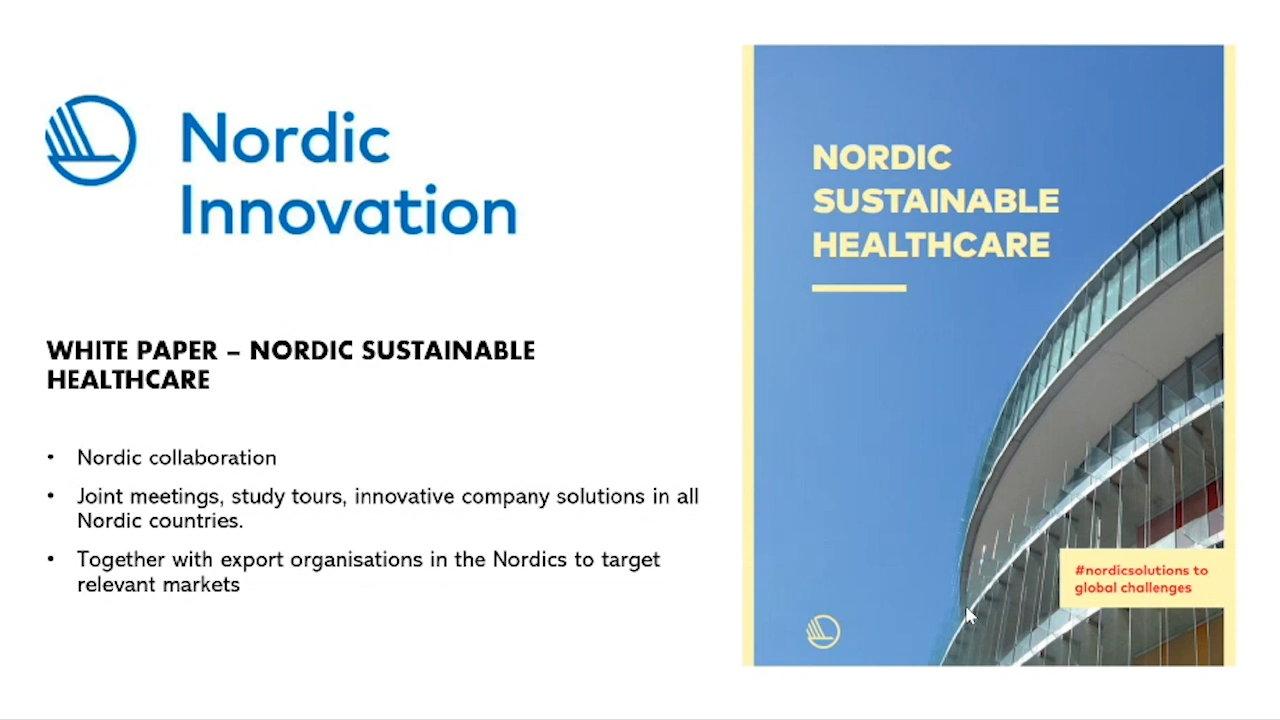 Nordic
Innovation
WHITE PAPER – NORDIC SUSTAINABLE
HEALTHCARE
• Nordic collaboration
• Joint meetings, study tours, innovative company solutions in all
Nordic countries.
• Together with export organisations in the Nordics to target
relevant markets
NORDIC
SUSTAINABLE
HEALTHCARE
#nordicsolutions to
global challenges